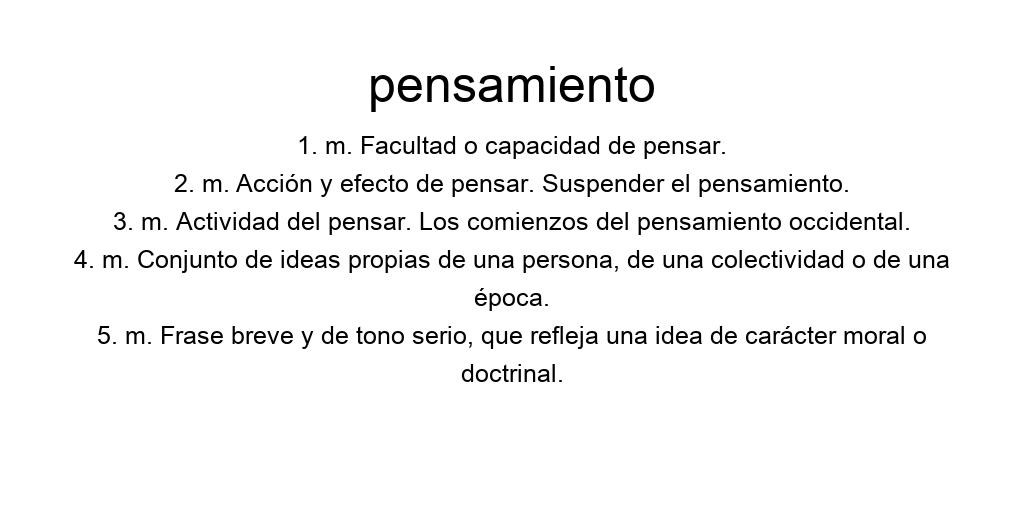 pensamiento
1. m. Facultad o capacidad de pensar.
2. m. Acción y efecto de pensar. Suspender el pensamiento.
3. m. Actividad del pensar. Los comienzos del pensamiento occidental.
4. m. Conjunto de ideas propias de una persona, de una colectividad o de una
época.
5. m. Frase breve y de tono serio, que refleja una idea de carácter moral o
doctrinal.